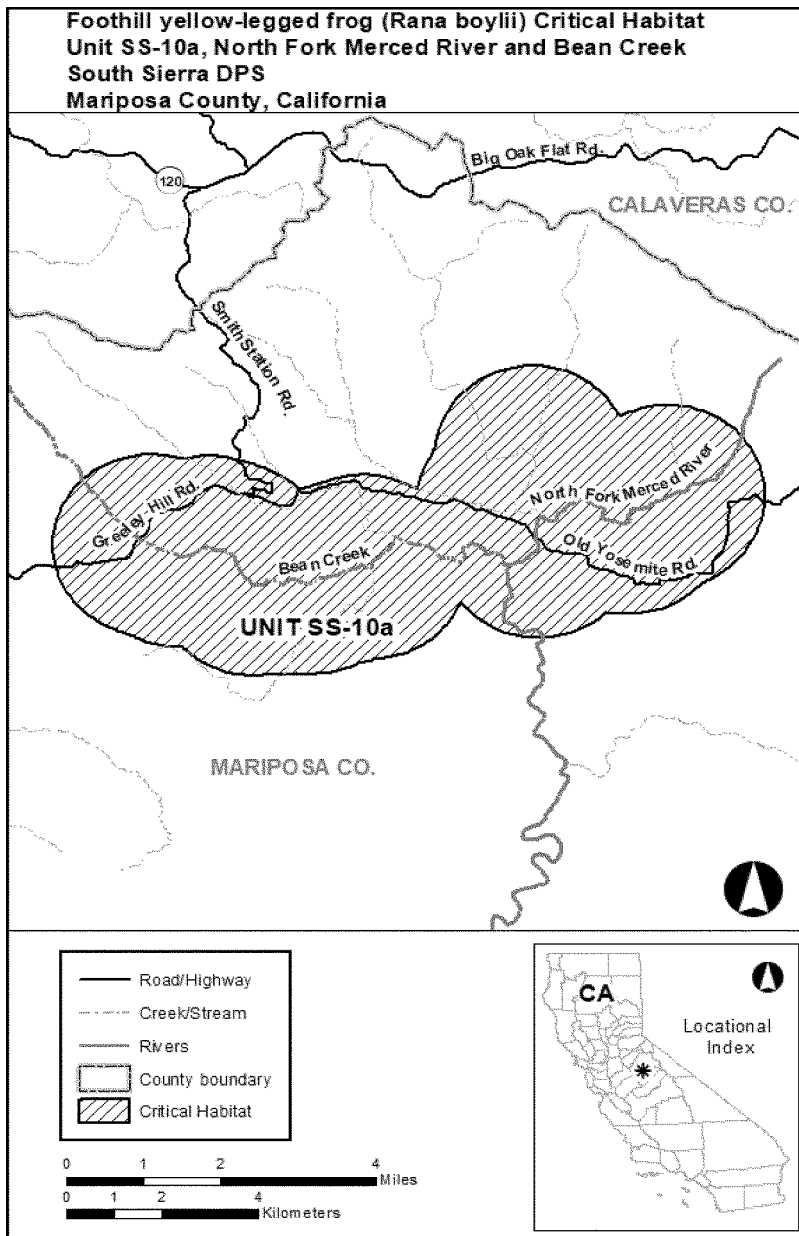 Foothill yellow-legged frog (Rana boylii) Critical Habitat
Unit SS-10a, North Fork Merced River and Bean Creek
South Sierra DPS
Mariposa County, California
Big Oak Flat Rd.
120
CALAVERAS CO.
Smith Station Rd.
North Fork Merced River
Greeley Hill Rd.
Bean Creek
Old Yosemite Rd.
UNIT SS-10a
MARIPOSA CO.
Road/Highway
Creek/Stream
Rivers
County boundary
Critical Habitat
0 1 2 4
Miles
0 1 2 4
Kilometers
CA
Locational
Index